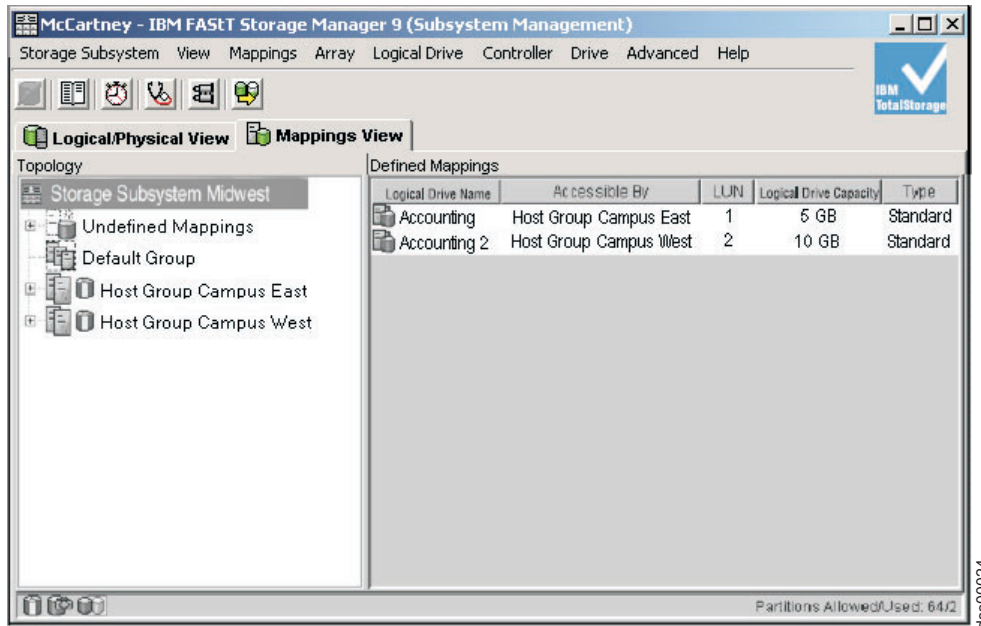 McCartney - IBM FAStT Storage Manager 9 (Subsystem Management)
Storage Subsystem View Mappings Array Logical Drive Controller Drive Advanced Help
IBM
TotalStorage
Logical/Physical View Mappings View
Topology
Storage Subsystem Midwest
Undefined Mappings
Default Group
Host Group Campus East
Host Group Campus West
Defined Mappings
Logical Drive Name Accessible By LUN Logical Drive Capacity Type
Accounting Host Group Campus East 1 5 GB Standard
Accounting 2 Host Group Campus West 2 10 GB Standard
Partitions Allowed/Used: 64/2